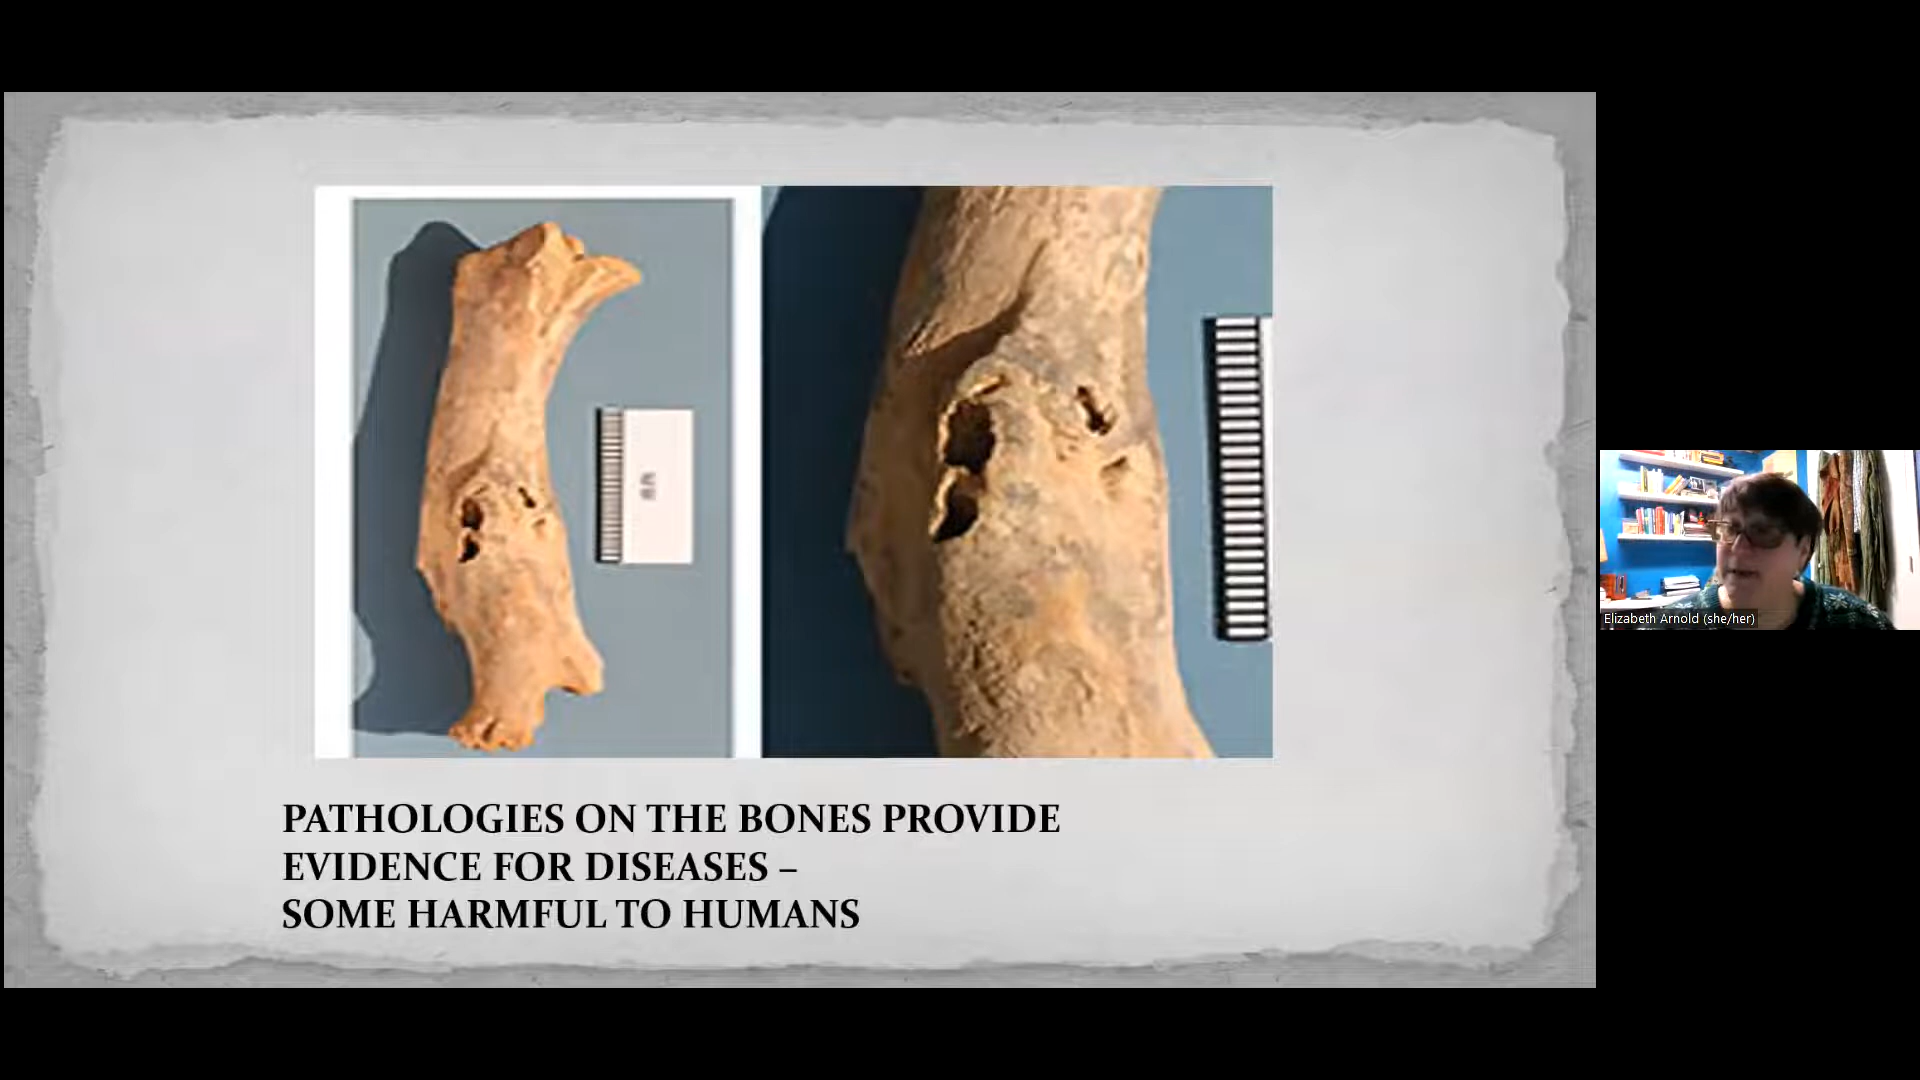 PATHOLOGIES ON THE BONES PROVIDE
EVIDENCE FOR DISEASES –
SOME HARMFUL TO HUMANS
Elizabeth Arnold (she/her)